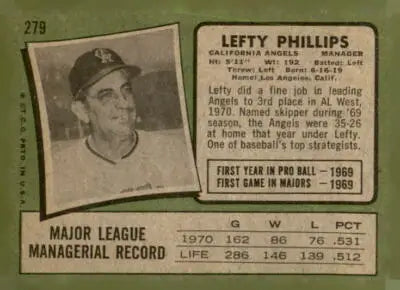 279
LEFTY PHILLIPS
CALIFORNIA ANGELS MANAGER
Ht: 5'11" Wt: 192 Batted: Left
Threw: Left Born: 6-16-19
Home: Los Angeles, Calif.
Lefty did a fine job in leading
Angels to 3rd place in AL West,
1970. Named skipper during '69
season, the Angels were 35-26
at home that year under Lefty.
One of baseball's top strategists.
FIRST YEAR IN PRO BALL — 1969
FIRST GAME IN MAJORS — 1969
© T.C.G. PRTD. IN U.S.A.
MAJOR LEAGUE
MANAGERIAL RECORD
G W L PCT
1970 162 86 76 .531
LIFE 286 146 139 .512